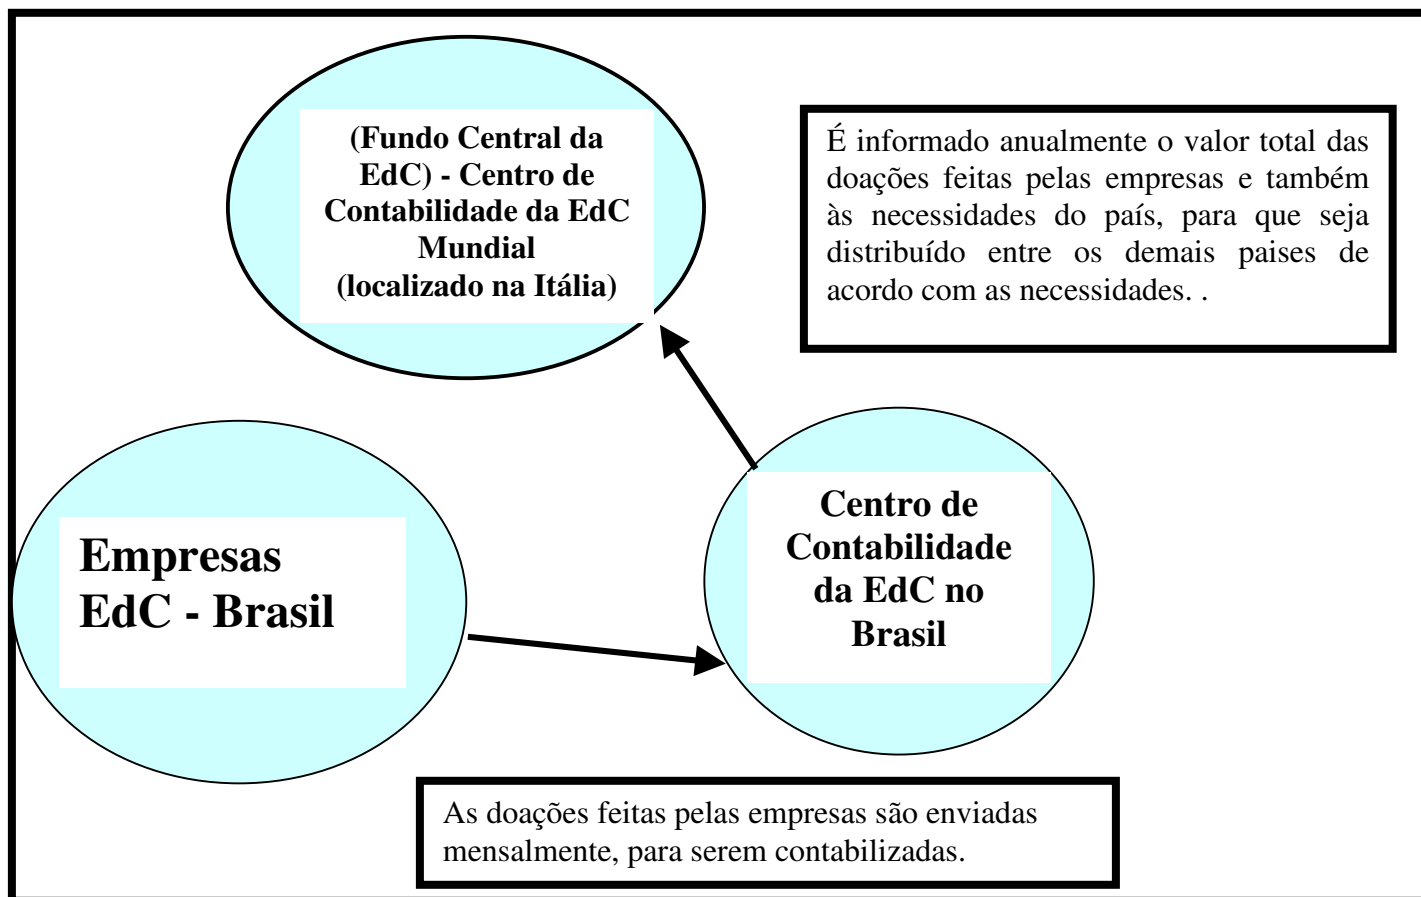 (Fundo Central da
EdC) - Centro de
Contabilidade da EdC
Mundial
(localizado na Itália)
É informado anualmente o valor total das
doações feitas pelas empresas e também
às necessidades do país, para que seja
distribuído entre os demais paises de
acordo com as necessidades. .
Empresas
EdC - Brasil
Centro de
Contabilidade
da EdC no
Brasil
As doações feitas pelas empresas são enviadas
mensalmente, para serem contabilizadas.